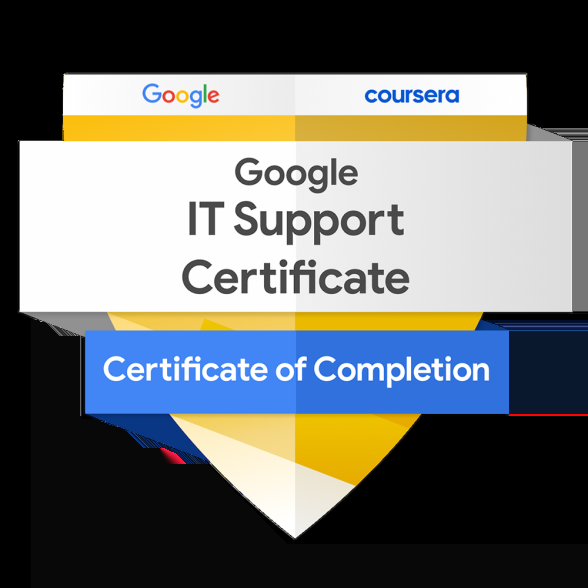 Google coursera
Google
IT Support
Certificate
Certificate of Completion